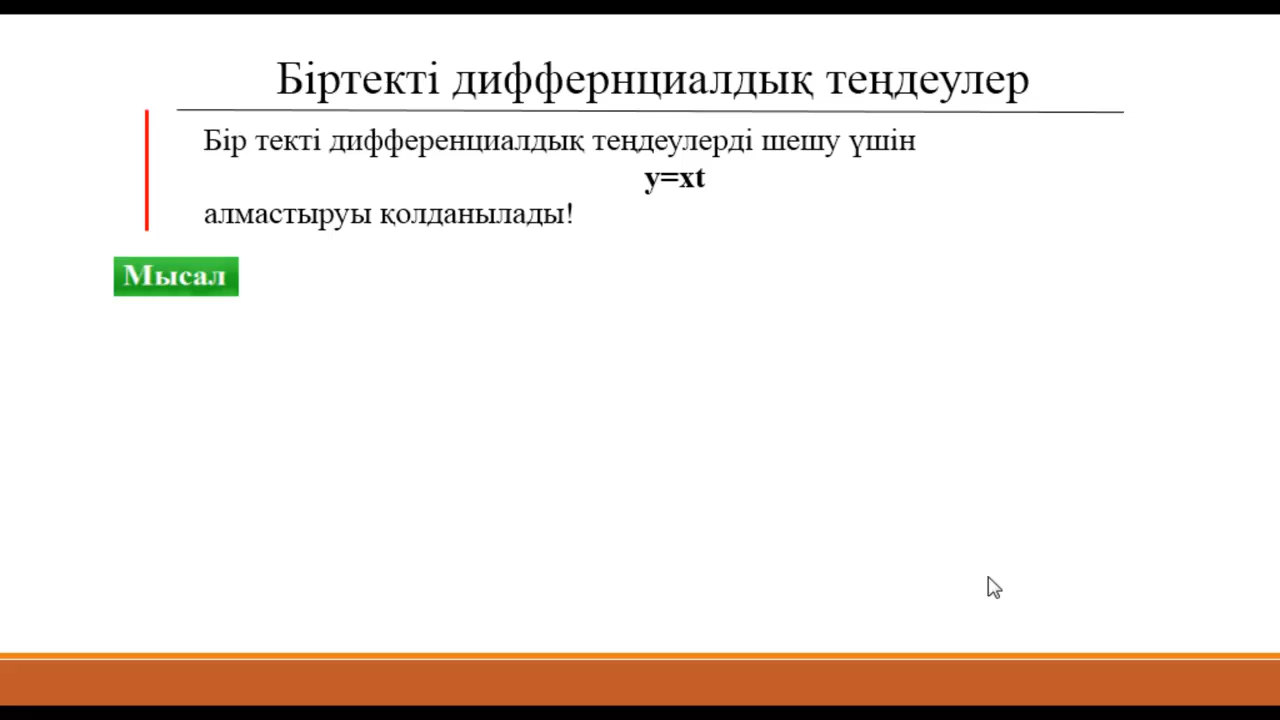 Біртекті диффернциалдық теңдеулер
Бір текті дифференциалдық теңдеулерді шешу үшін
y=xt
алмастыруы қолданылады!
Мысал